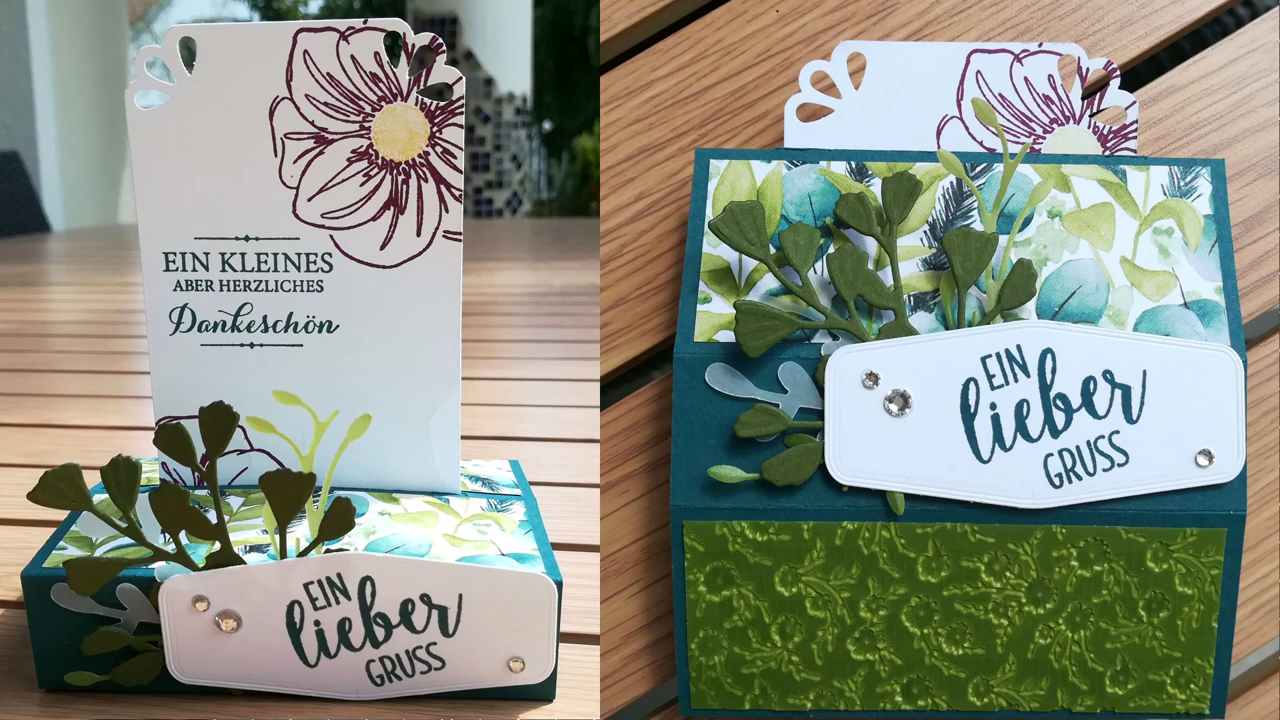 EIN KLEINES
ABER HERZLICHES
Dankeschön
EIN
lieber
GRUSS
EIN
lieber
GRUSS